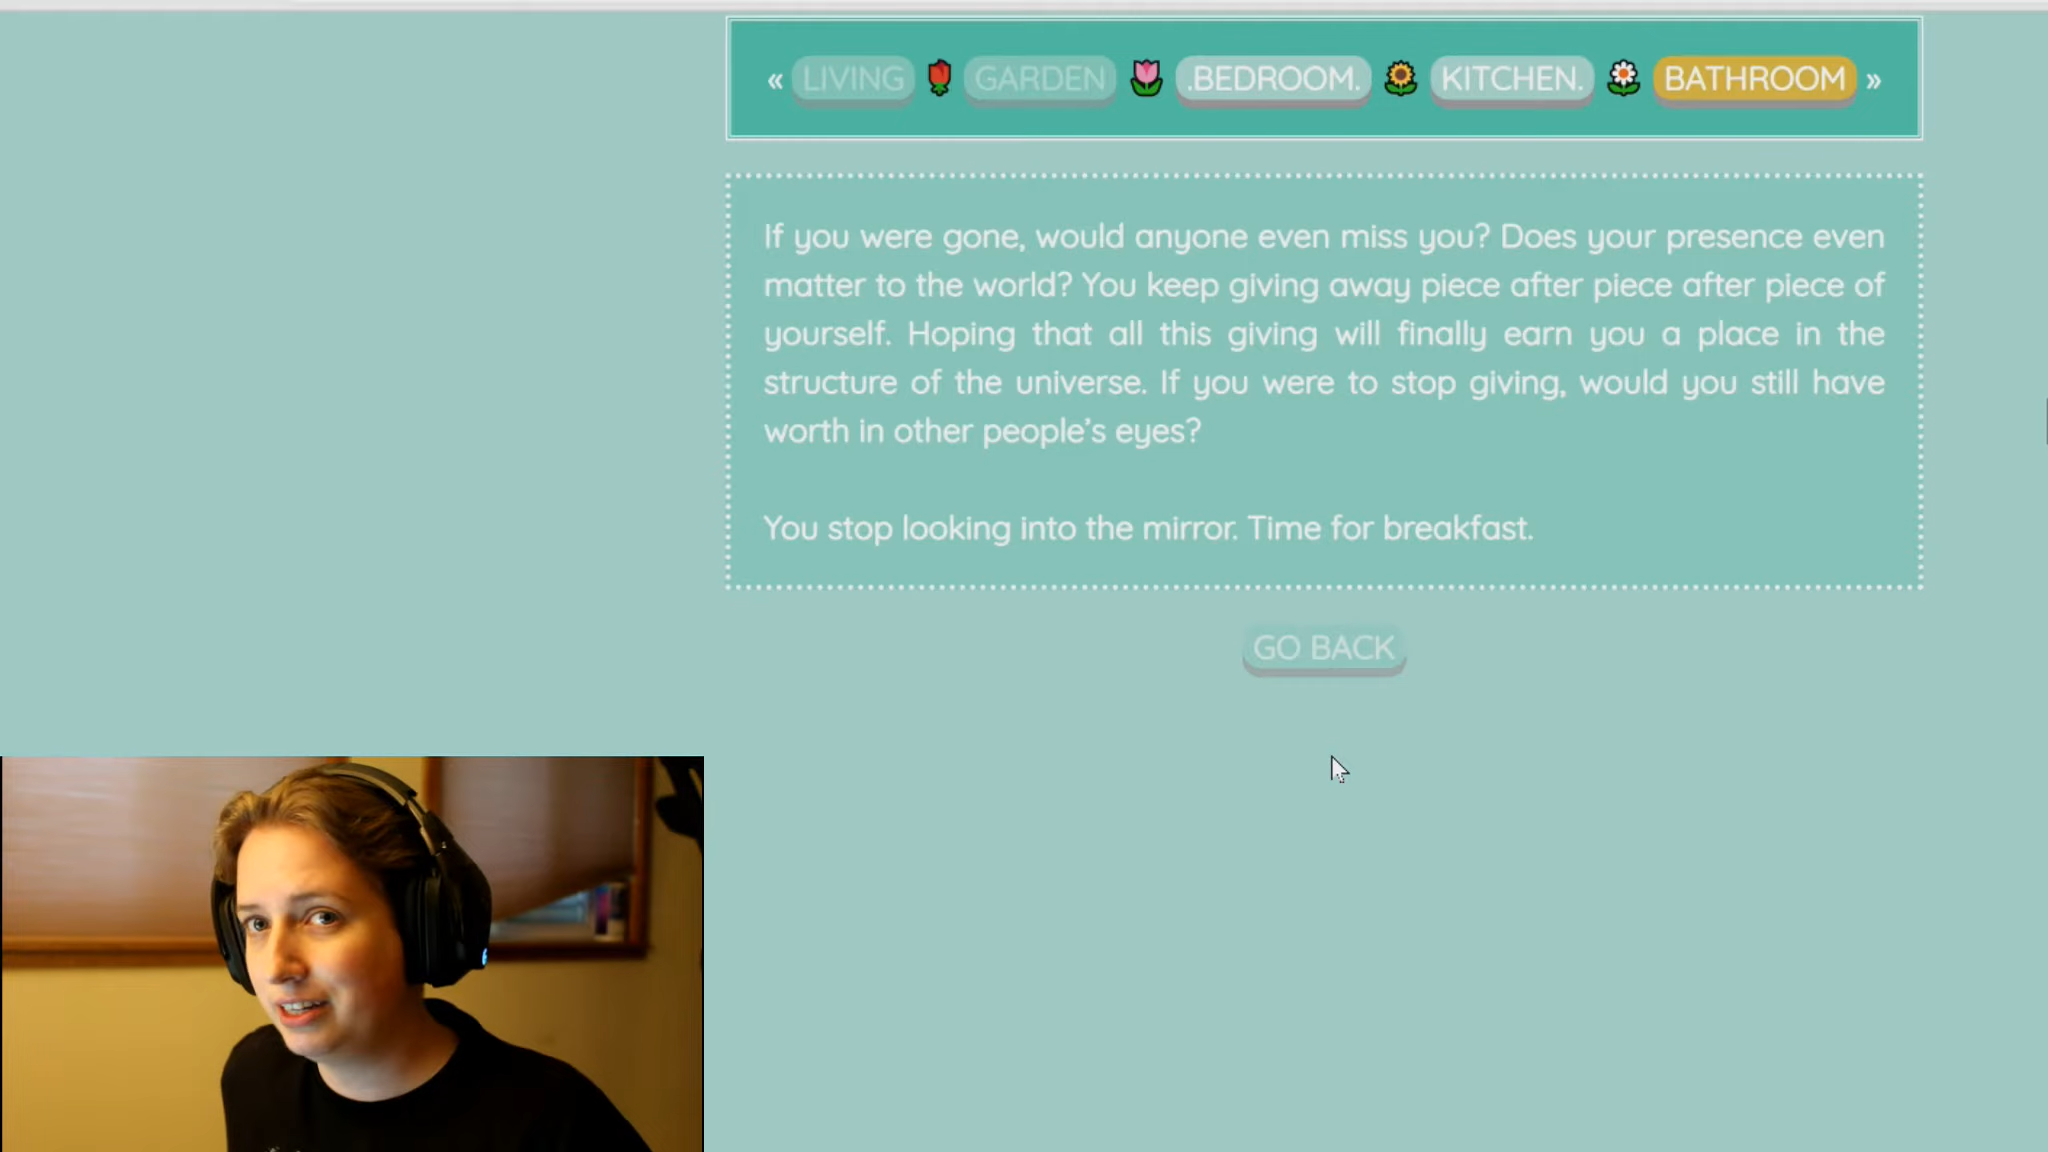 « LIVING GARDEN .BEDROOM. KITCHEN. BATHROOM »
If you were gone, would anyone even miss you? Does your presence even
matter to the world? You keep giving away piece after piece after piece of
yourself. Hoping that all this giving will finally earn you a place in the
structure of the universe. If you were to stop giving, would you still have
worth in other people’s eyes?
You stop looking into the mirror. Time for breakfast.
GO BACK